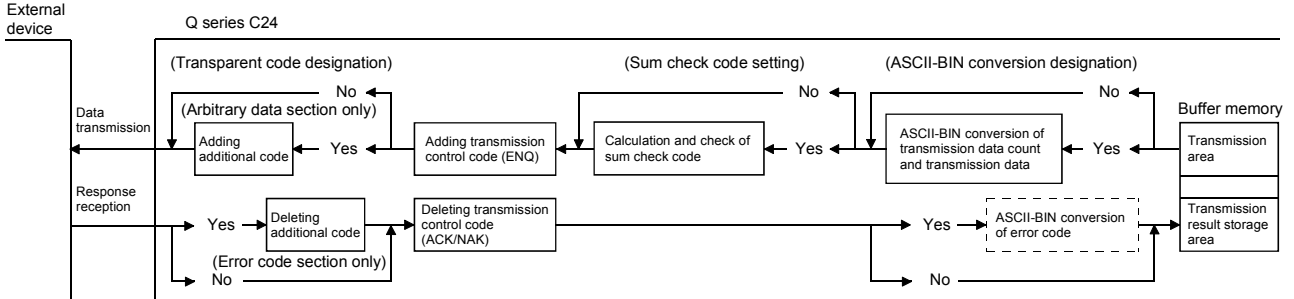 External
device
Q series C24
(Transparent code designation)
(Sum check code setting)
(ASCII-BIN conversion designation)
No
No
No
Data
transmission
(Arbitrary data section only)
Buffer memory
Adding
additional code
Yes
Adding transmission
control code (ENQ)
Calculation and check of
sum check code
Yes
ASCII-BIN conversion of
transmission data count
and transmission data
Yes
Transmission
area
Response
reception
Yes
Deleting
additional code
Deleting transmission
control code
(ACK/NAK)
Yes
ASCII-BIN conversion
of error code
Transmission
result storage
area
(Error code section only)
No
No